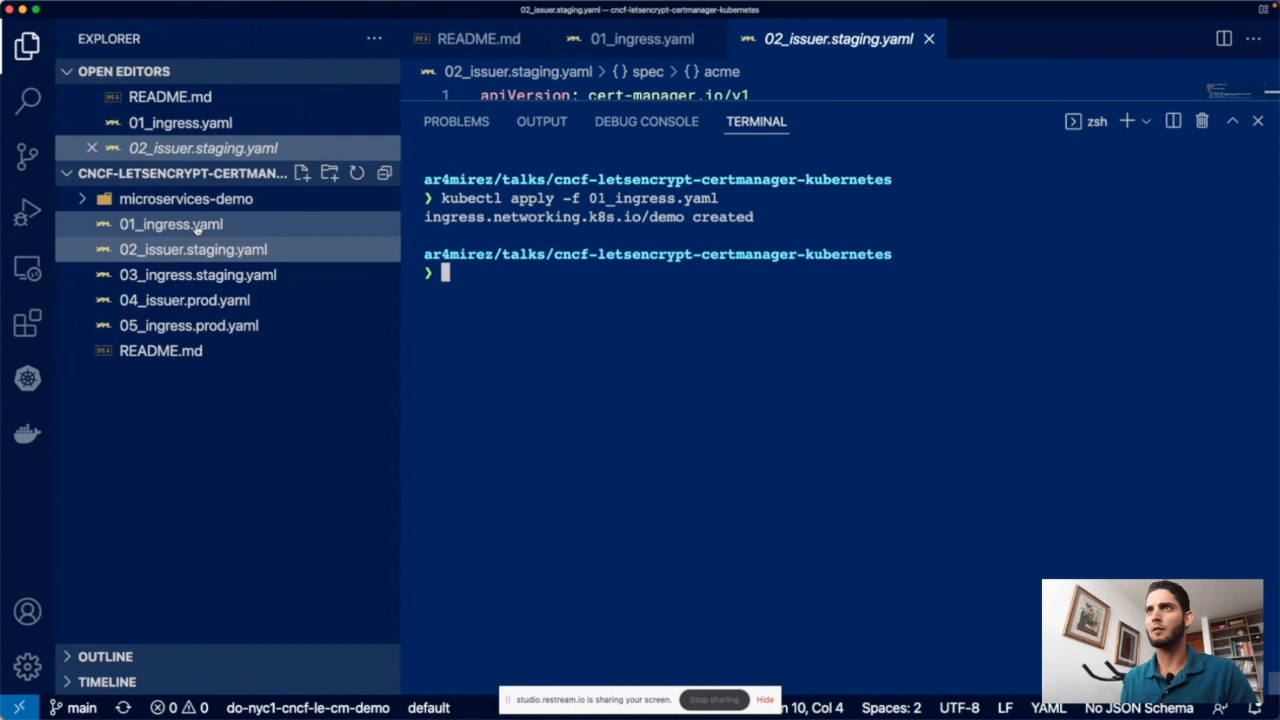 02_issuer.staging.yaml — cncf-letsencrypt-certmanager-kubernetes
EXPLORER
OPEN EDITORS
README.md
01_ingress.yaml
02_issuer.staging.yaml
CNCF-LETSENCRYPT-CERTMAN...
microservices-demo
01_ingress.yaml
02_issuer.staging.yaml
03_ingress.staging.yaml
04_issuer.prod.yaml
05_ingress.prod.yaml
README.md
OUTLINE
TIMELINE
README.md 01_ingress.yaml 02_issuer.staging.yaml
02_issuer.staging.yaml > {} spec > {} acme
1 apiVersion: cert-manager.io/v1
PROBLEMS OUTPUT DEBUG CONSOLE TERMINAL zsh
ar4mirez/talks/cncf-letsencrypt-certmanager-kubernetes
❯ kubectl apply -f 01_ingress.yaml
ingress.networking.k8s.io/demo created
ar4mirez/talks/cncf-letsencrypt-certmanager-kubernetes
❯
studio.restream.io is sharing your screen. Stop sharing Hide
main 0 0 do-nyc1-cncf-le-cm-demo default 10, Col 4 Spaces: 2 UTF-8 LF YAML No JSON Schema